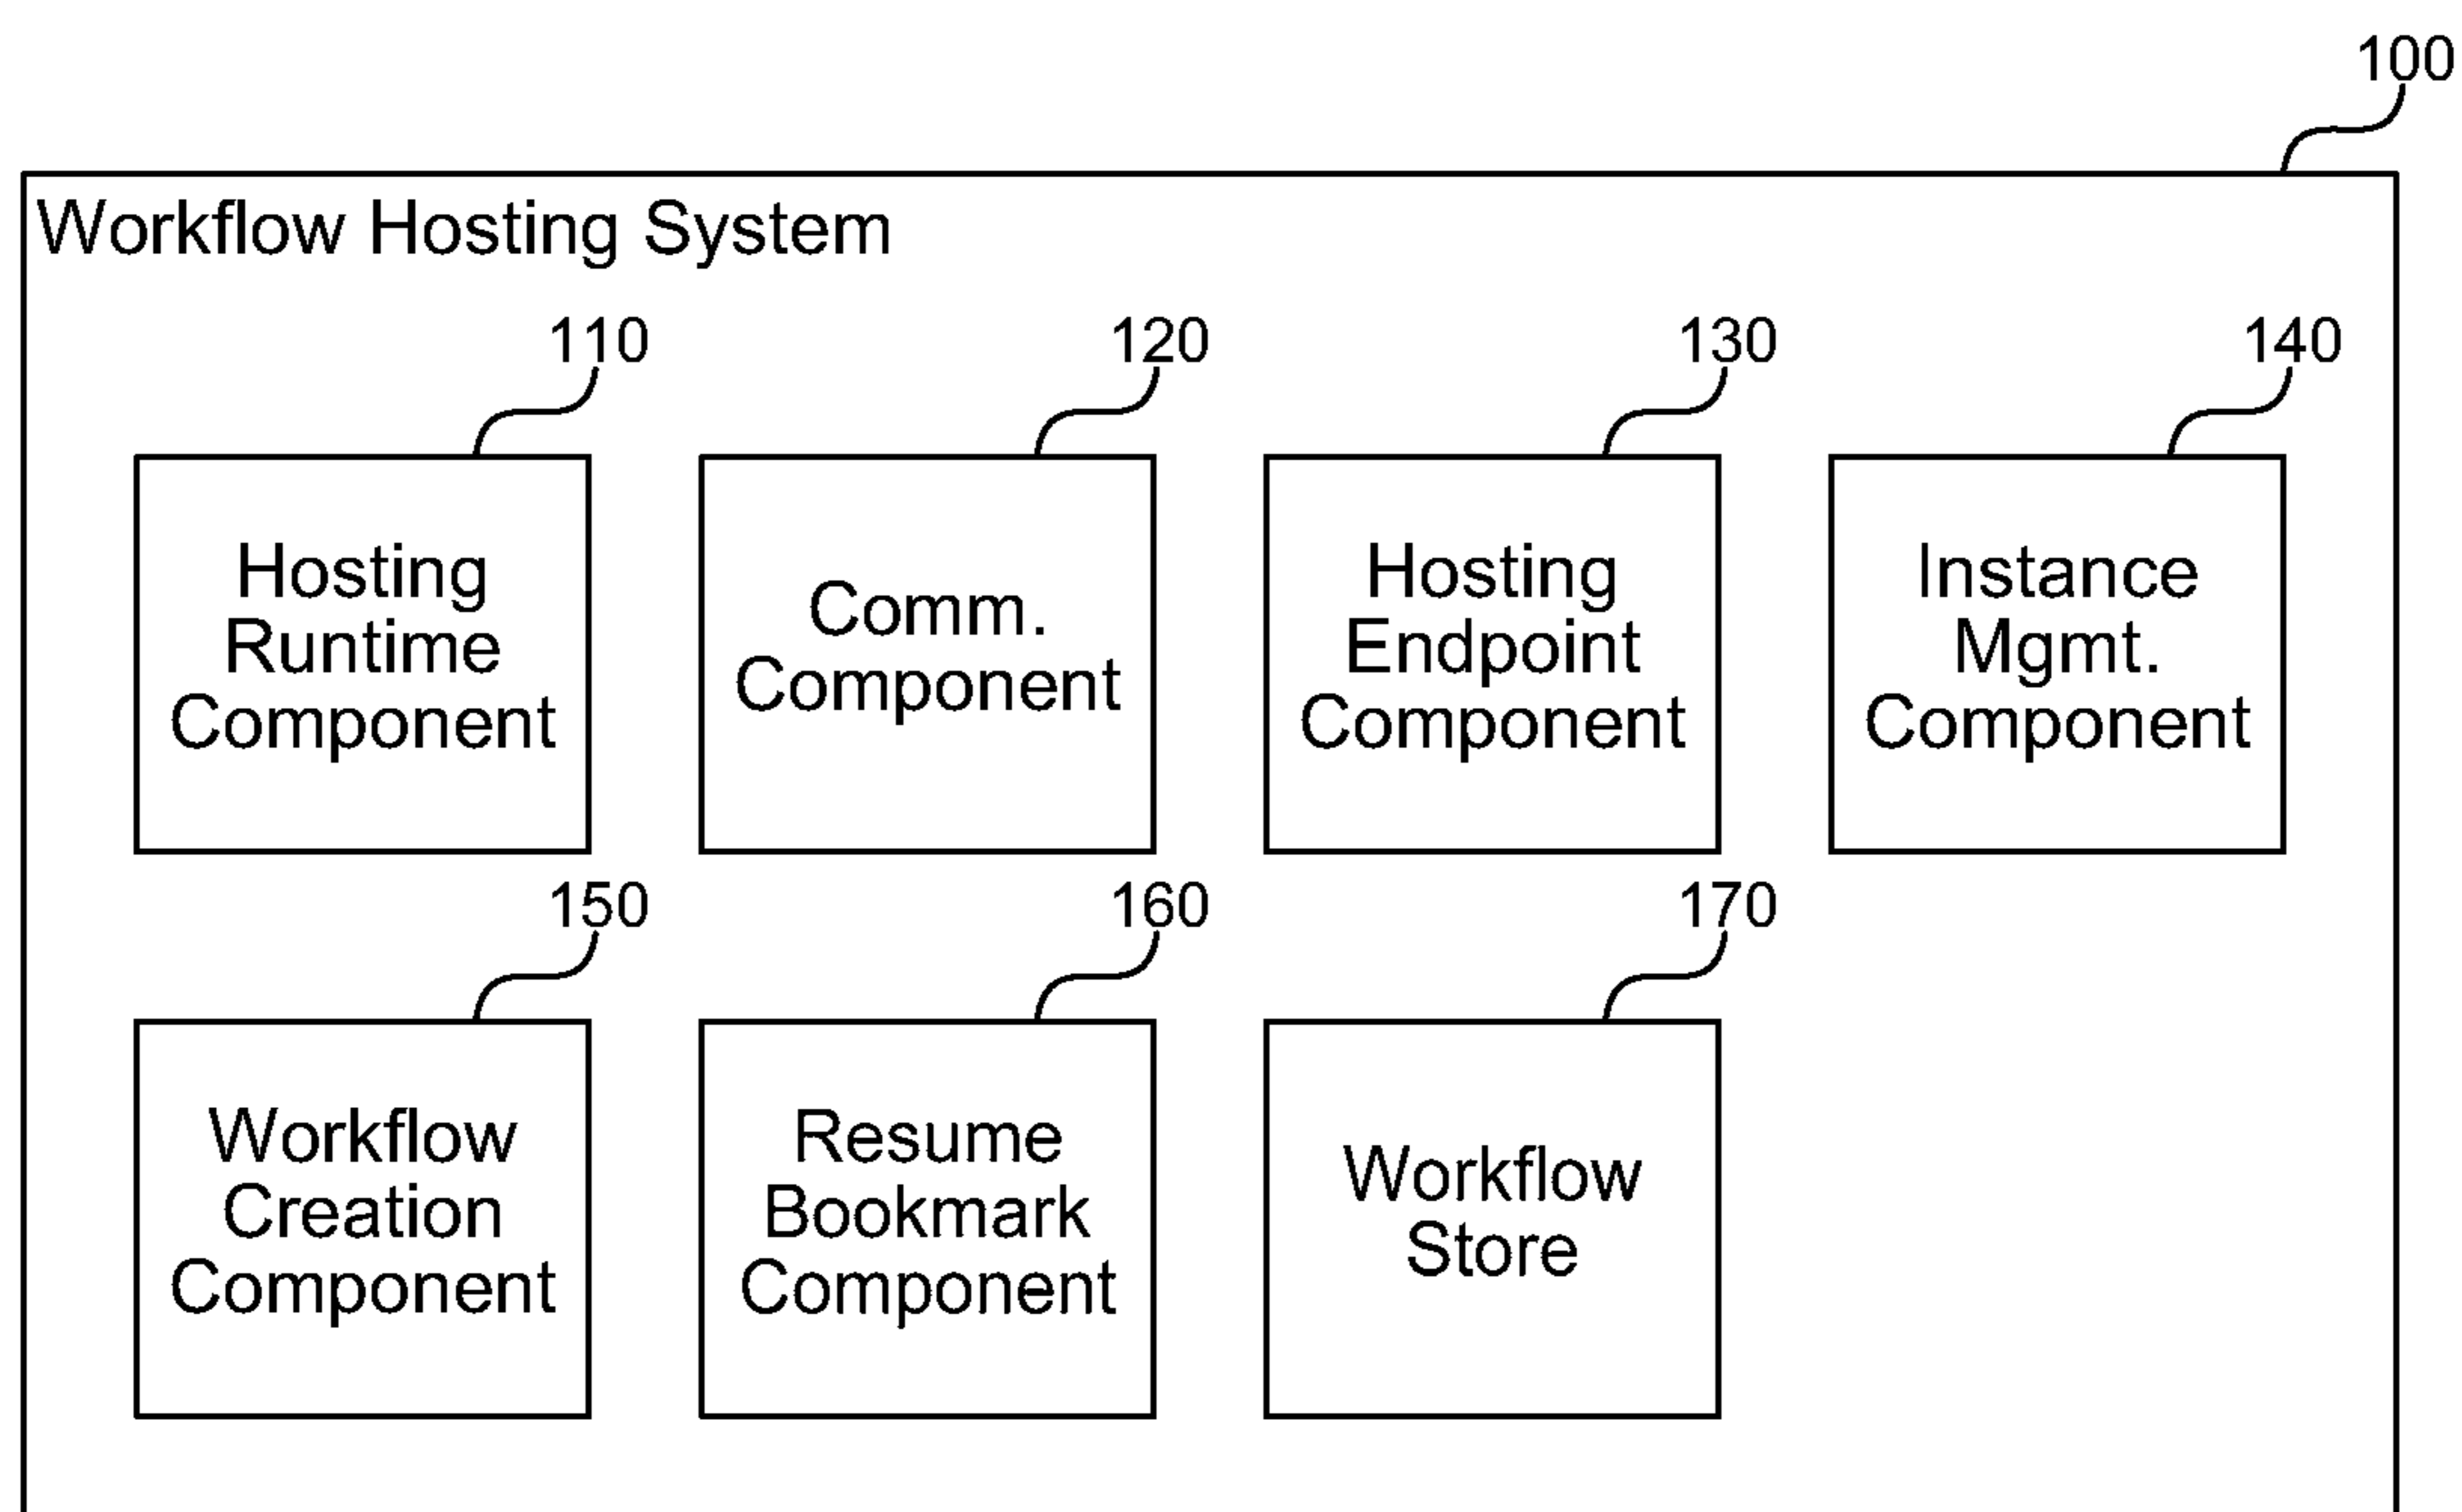 100
Workflow Hosting System
110
120
130
140
Hosting
Runtime
Component
Comm.
Component
Hosting
Endpoint
Component
Instance
Mgmt.
Component
150
160
170
Workflow
Creation
Component
Resume
Bookmark
Component
Workflow
Store